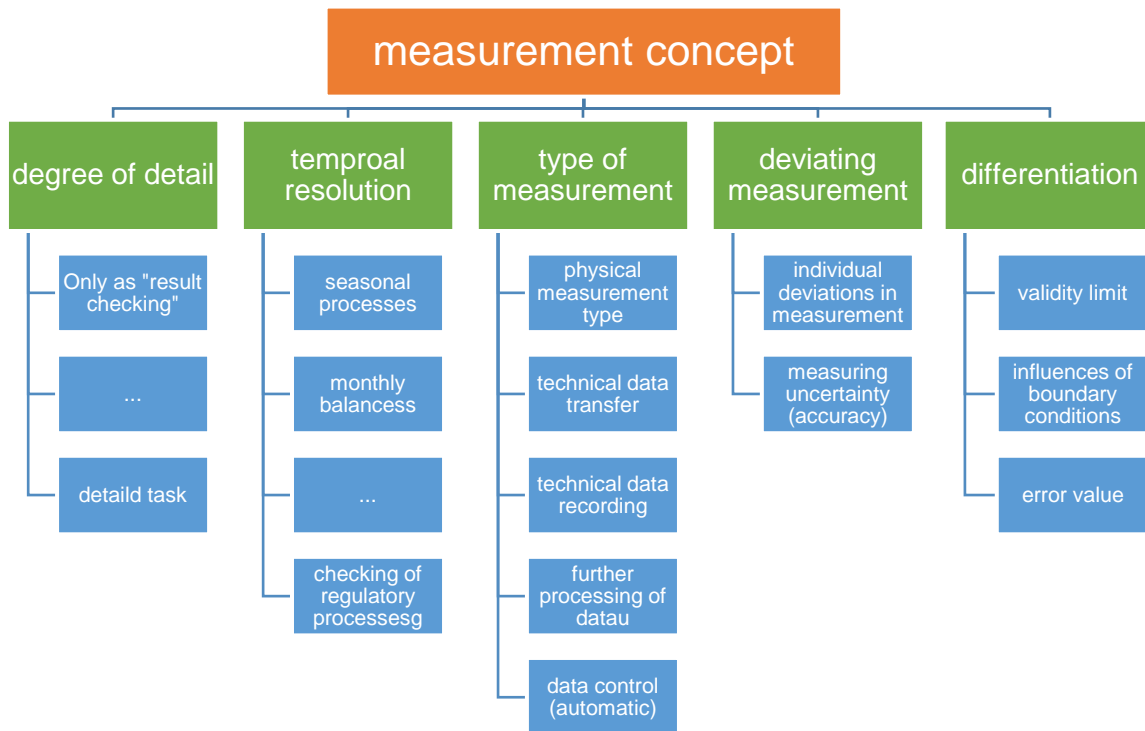 measurement concept
degree of detail
Only as "result
checking"
...
detaild task
temproal
resolution
seasonal
processes
monthly
balancess
...
checking of
regulatory
processesg
type of
measurement
physical
measurement
type
technical data
transfer
technical data
recording
further
processing of
datau
data control
(automatic)
deviating
measurement
individual
deviations in
measurement
measuring
uncertainty
(accuracy)
differentiation
validity limit
influences of
boundary
conditions
error value